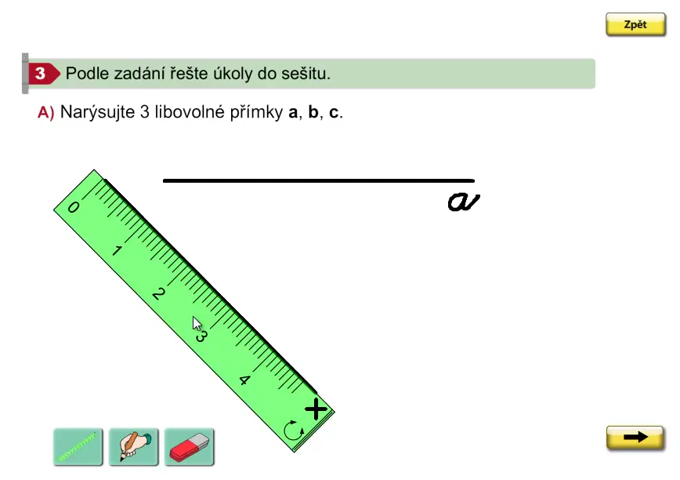 Zpět
3 Podle zadání řešte úkoly do sešitu.
A) Narýsujte 3 libovolné přímky a, b, c.
a
0
1
2
3
4